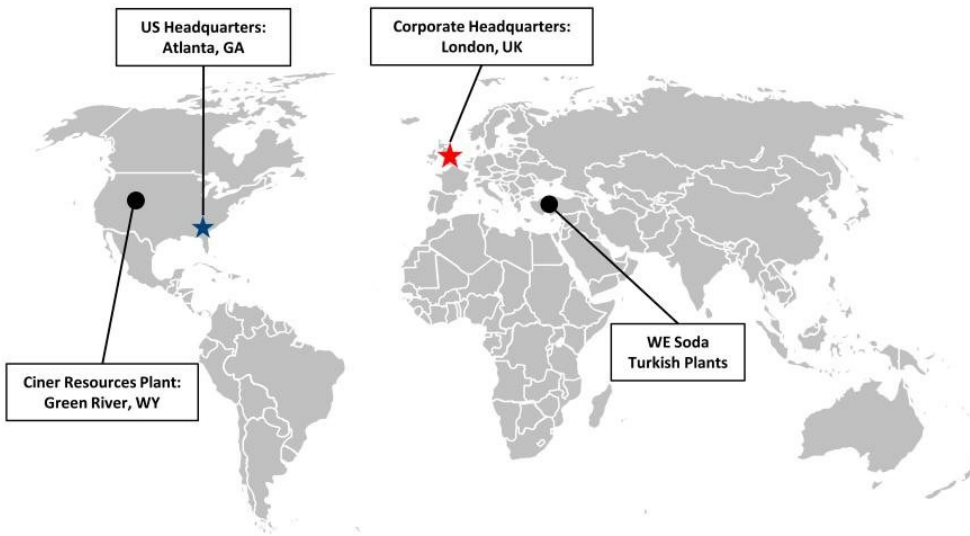 US Headquarters:
Atlanta, GA
Corporate Headquarters:
London, UK
WE Soda
Turkish Plants
Ciner Resources Plant:
Green River, WY